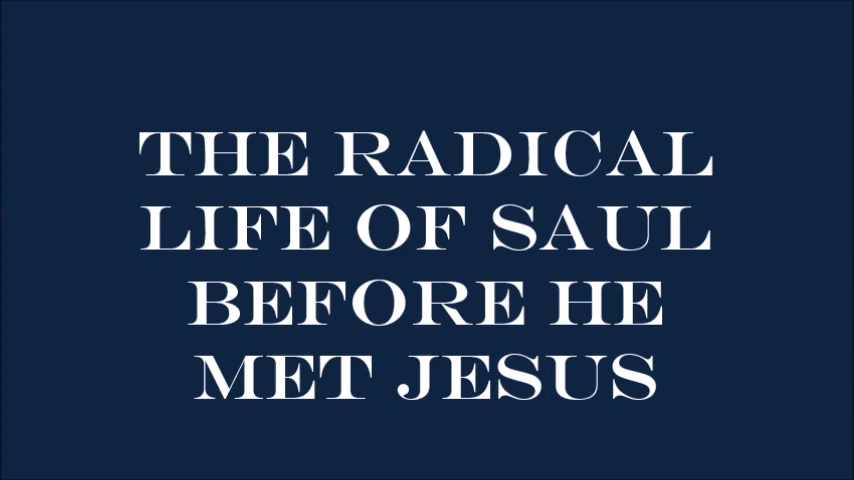 THE RADICAL
LIFE OF SAUL
BEFORE HE
MET JESUS